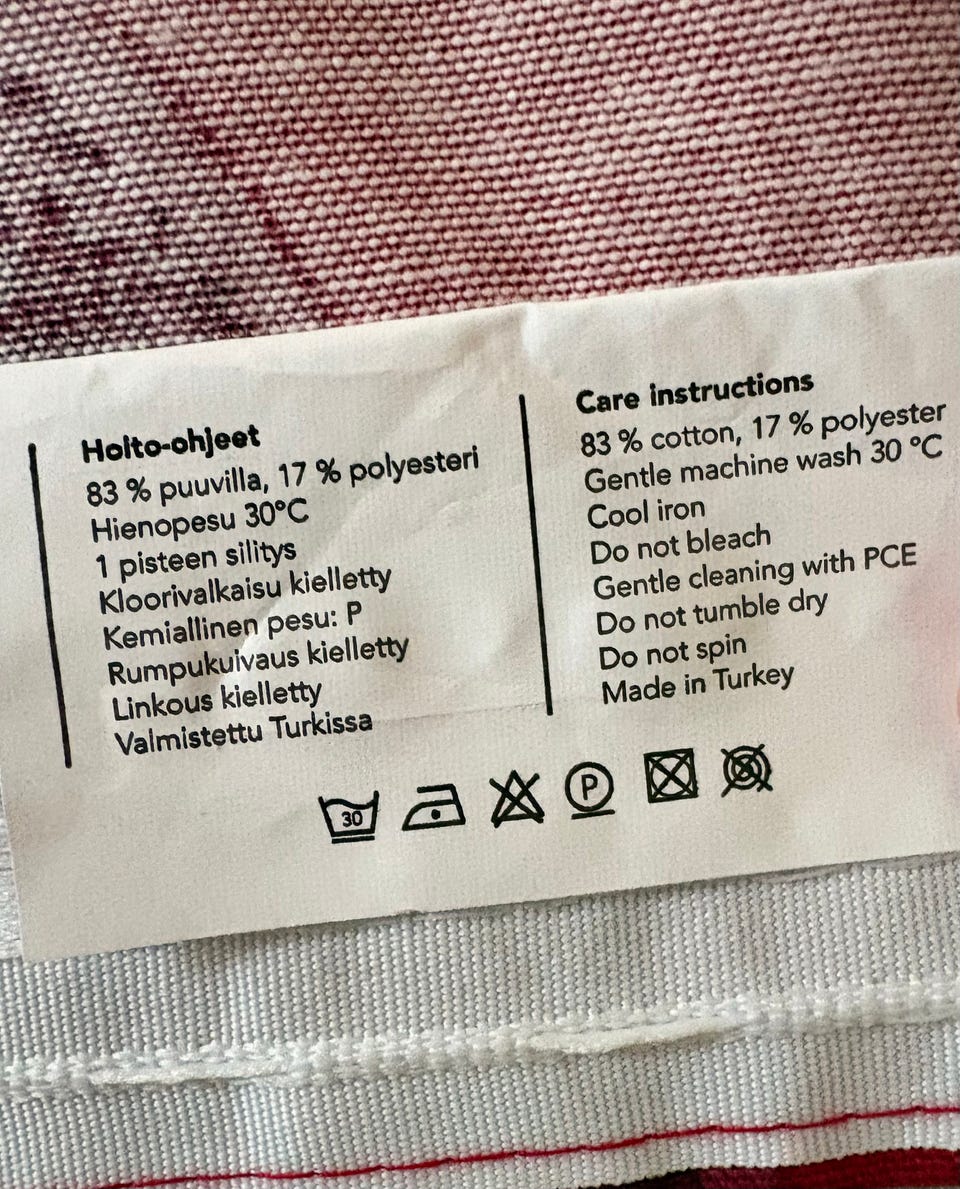 Hoito-ohjeet
83 % puuvilla, 17 % polyesteri
Hienopesu 30°C
1 pisteen silitys
Kloorivalkaisu kielletty
Kemiallinen pesu: P
Rumpukuivaus kielletty
Linkous kielletty
Valmistettu Turkissa
Care instructions
83 % cotton, 17 % polyester
Gentle machine wash 30 °C
Cool iron
Do not bleach
Gentle cleaning with PCE
Do not tumble dry
Do not spin
Made in Turkey
30 P